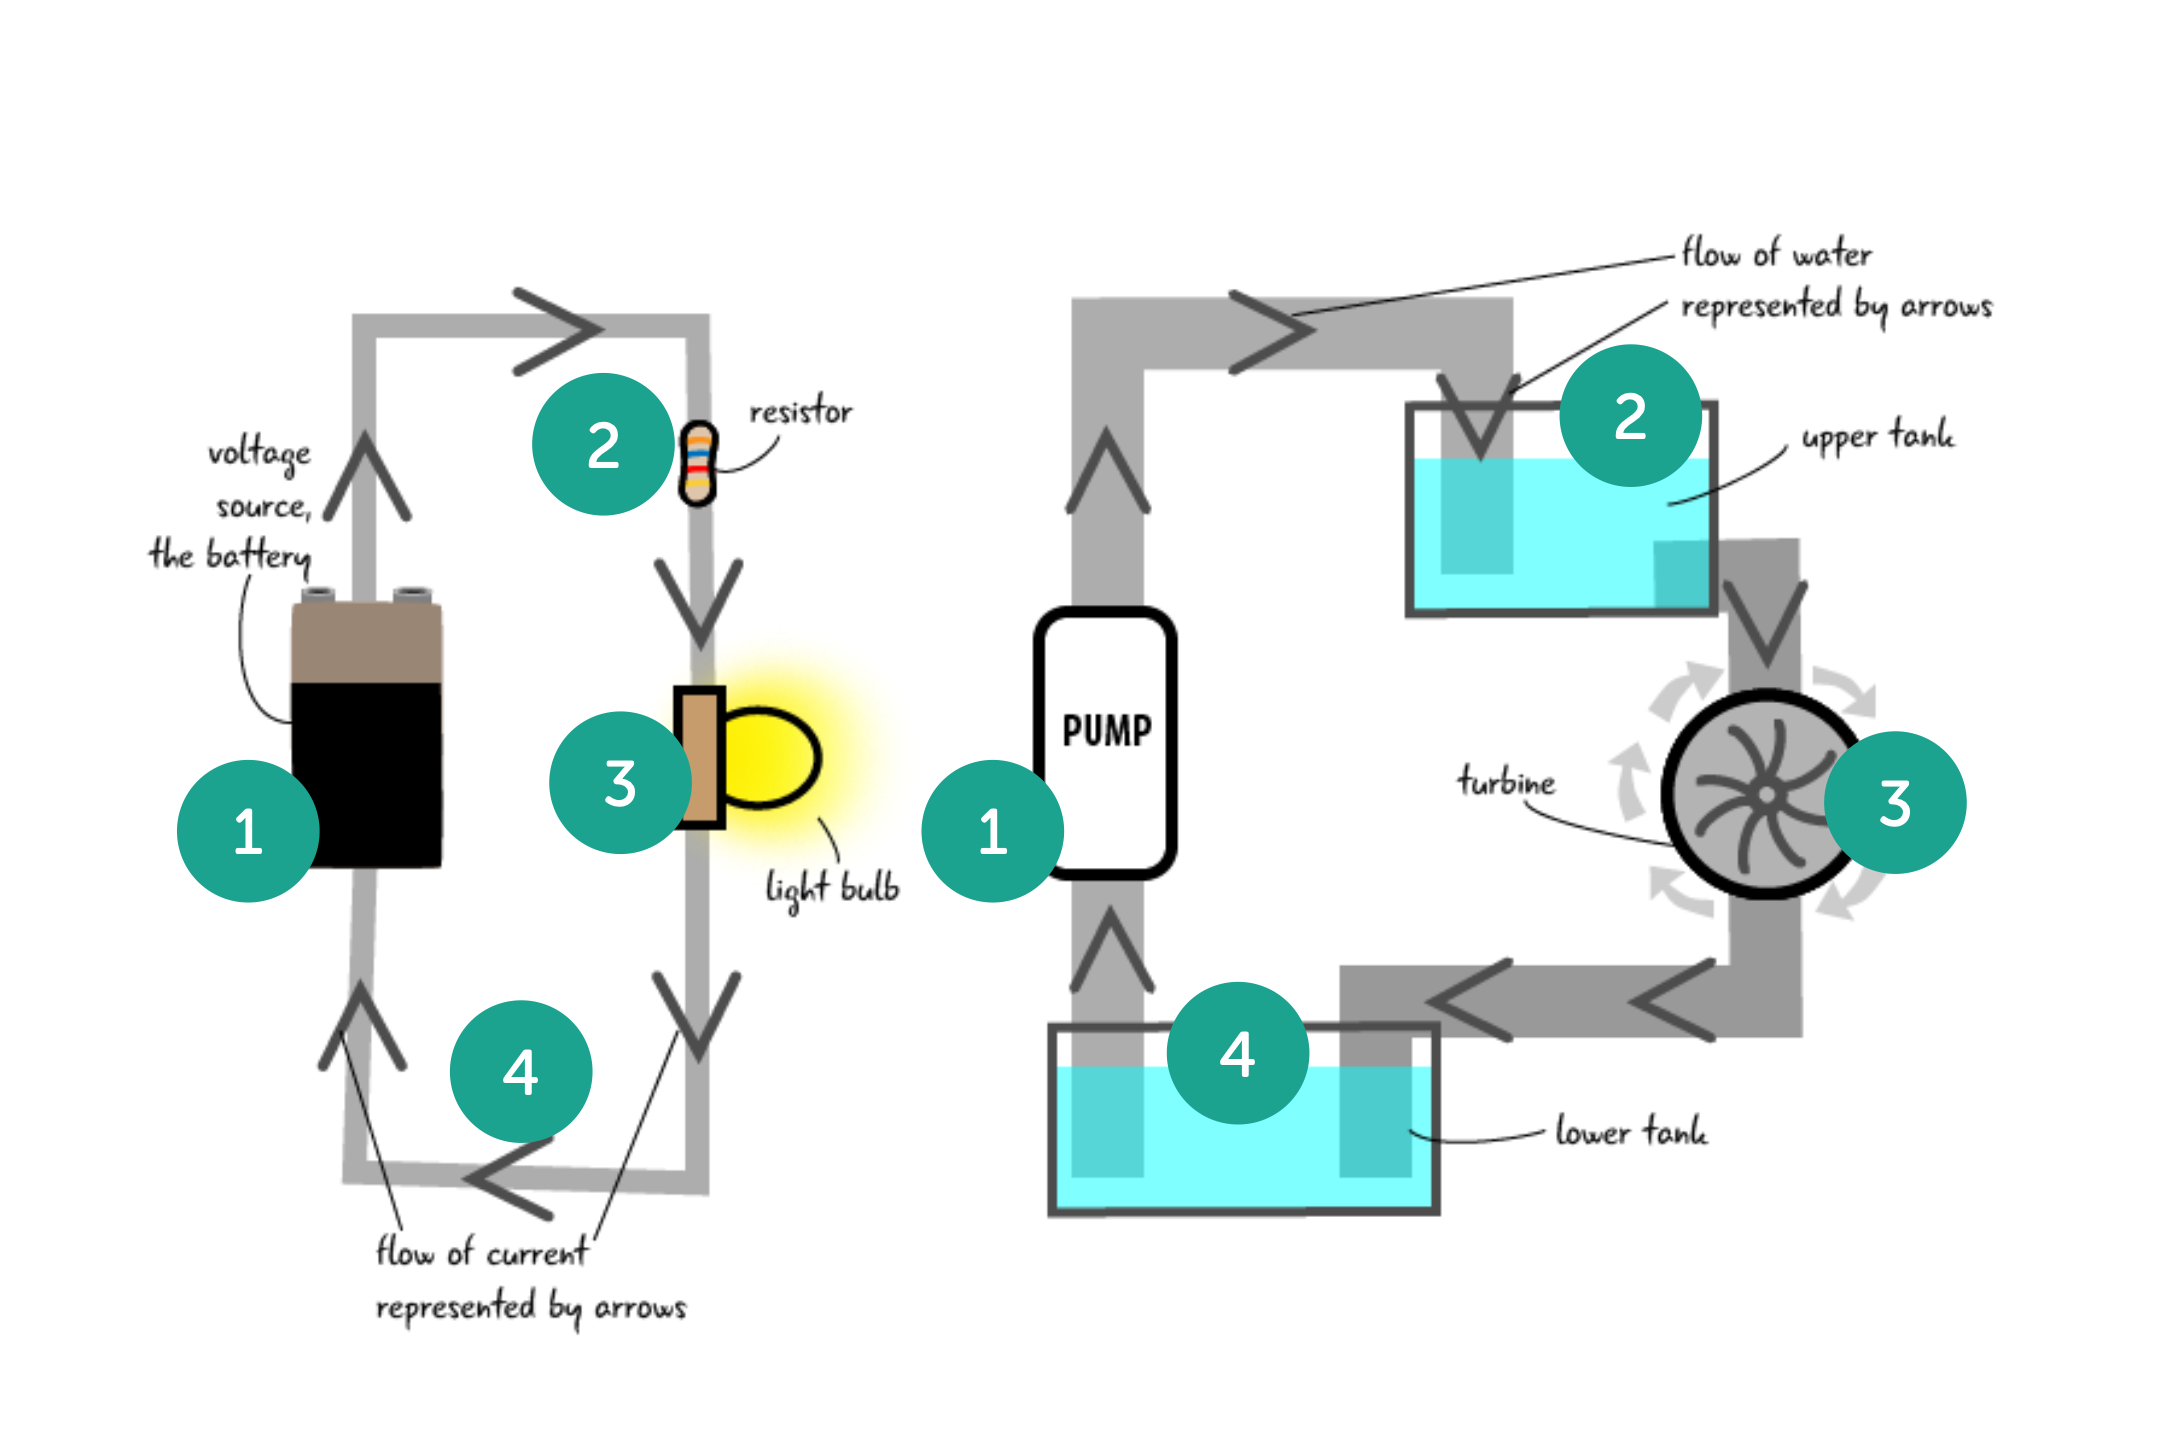 voltage
source,
the battery
1
2
resistor
3
light bulb
4
flow of current
represented by arrows
flow of water
represented by arrows
2
upper tank
PUMP
1
turbine
3
4
lower tank